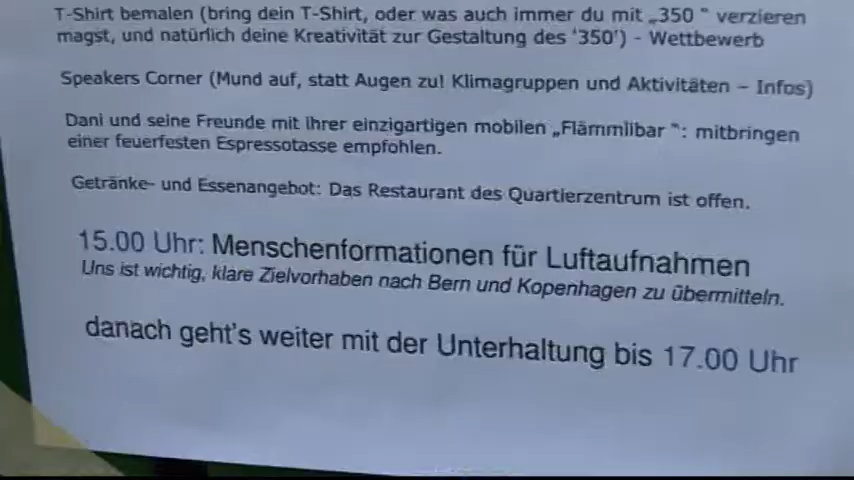 T-Shirt bemalen (bring dein T-Shirt, oder was auch immer du mit „350 “ verzieren
magst, und natürlich deine Kreativität zur Gestaltung des '350') - Wettbewerb
Speakers Corner (Mund auf, statt Augen zu! Klimagruppen und Aktivitäten – Infos)
Dani und seine Freunde mit ihrer einzigartigen mobilen „Flämmlibar “: mitbringen
einer feuerfesten Espressotasse empfohlen.
Getränke- und Essenangebot: Das Restaurant des Quartierzentrum ist offen.
15.00 Uhr: Menschenformationen für Luftaufnahmen
Uns ist wichtig, klare Zielvorhaben nach Bern und Kopenhagen zu übermitteln.
danach geht's weiter mit der Unterhaltung bis 17.00 Uhr